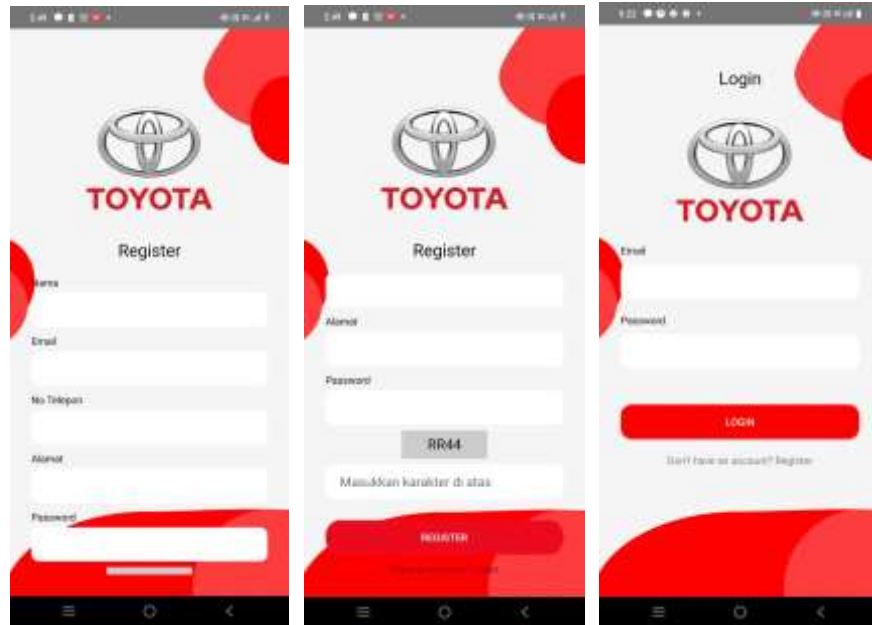 TOYOTA
Register
Nama
Email
No Telepon
Alamat
Password
TOYOTA
Register
Alamat
Password
RR44
Masukkan karakter di atas
REGISTER
Login
TOYOTA
Email
Password
LOGIN
Don't have an account? Register